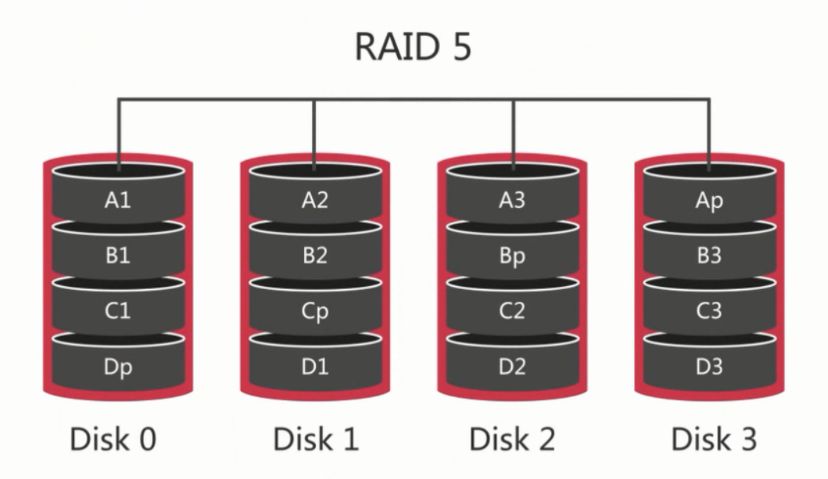 RAID 5
A1 A2 A3 Ap
B1 B2 Bp B3
C1 Cp C2 C3
Dp D1 D2 D3
Disk 0 Disk 1 Disk 2 Disk 3